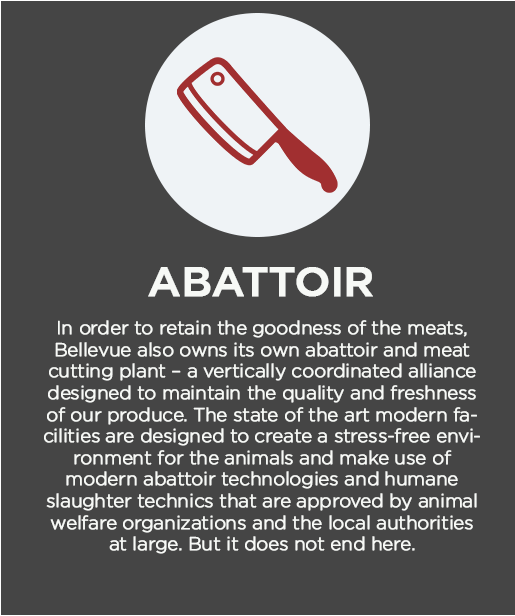 ABATTOIR
In order to retain the goodness of the meats,
Bellevue also owns its own abattoir and meat
cutting plant – a vertically coordinated alliance
designed to maintain the quality and freshness
of our produce. The state of the art modern fa-
cilities are designed to create a stress-free envi-
ronment for the animals and make use of
modern abattoir technologies and humane
slaughter technics that are approved by animal
welfare organizations and the local authorities
at large. But it does not end here.